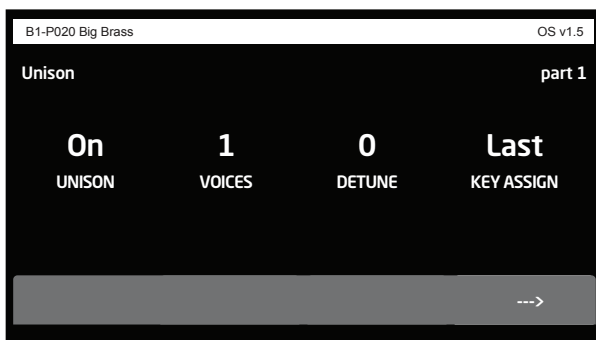 B1-P020 Big Brass OS v1.5
Unison part 1
On 1 0 Last
UNISON VOICES DETUNE KEY ASSIGN
--->